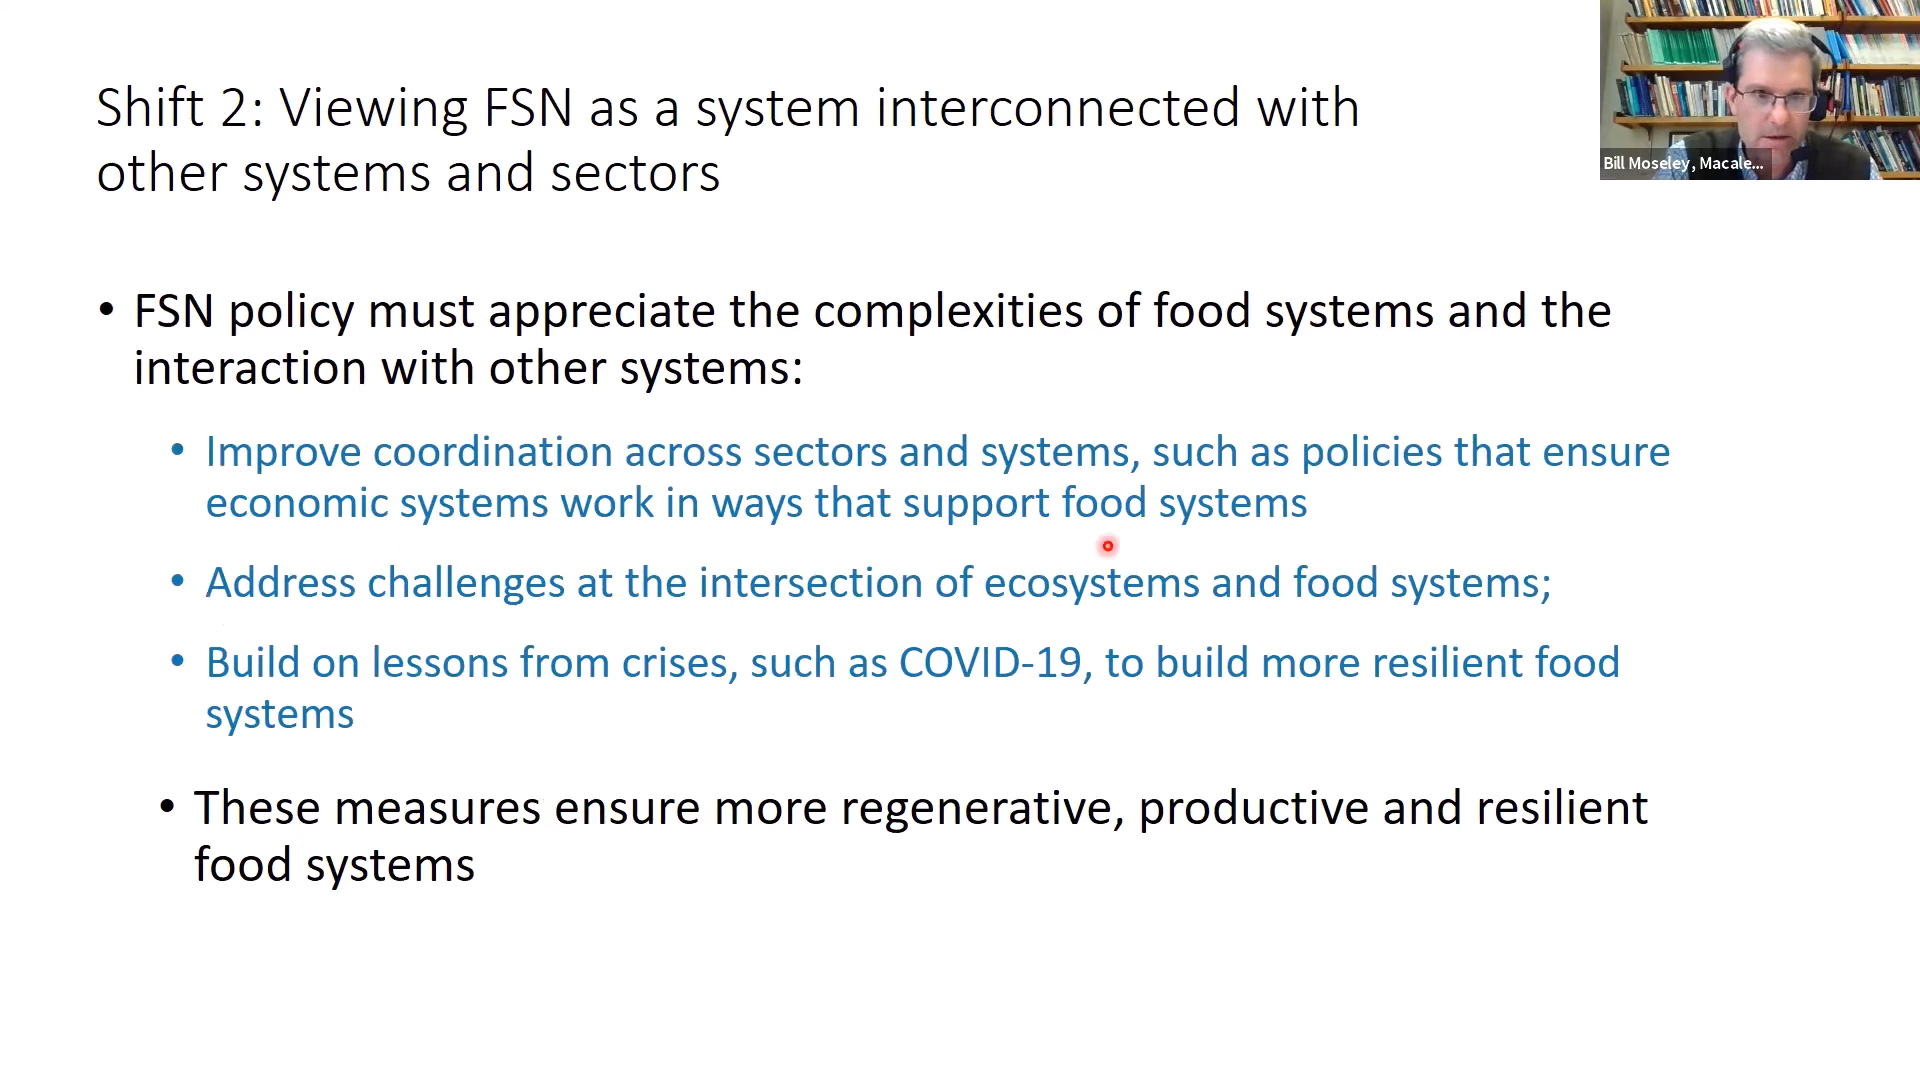 Shift 2: Viewing FSN as a system interconnected with
other systems and sectors
Bill Moseley, Macale...
• FSN policy must appreciate the complexities of food systems and the
interaction with other systems:
• Improve coordination across sectors and systems, such as policies that ensure
economic systems work in ways that support food systems
• Address challenges at the intersection of ecosystems and food systems;
• Build on lessons from crises, such as COVID-19, to build more resilient food
systems
• These measures ensure more regenerative, productive and resilient
food systems